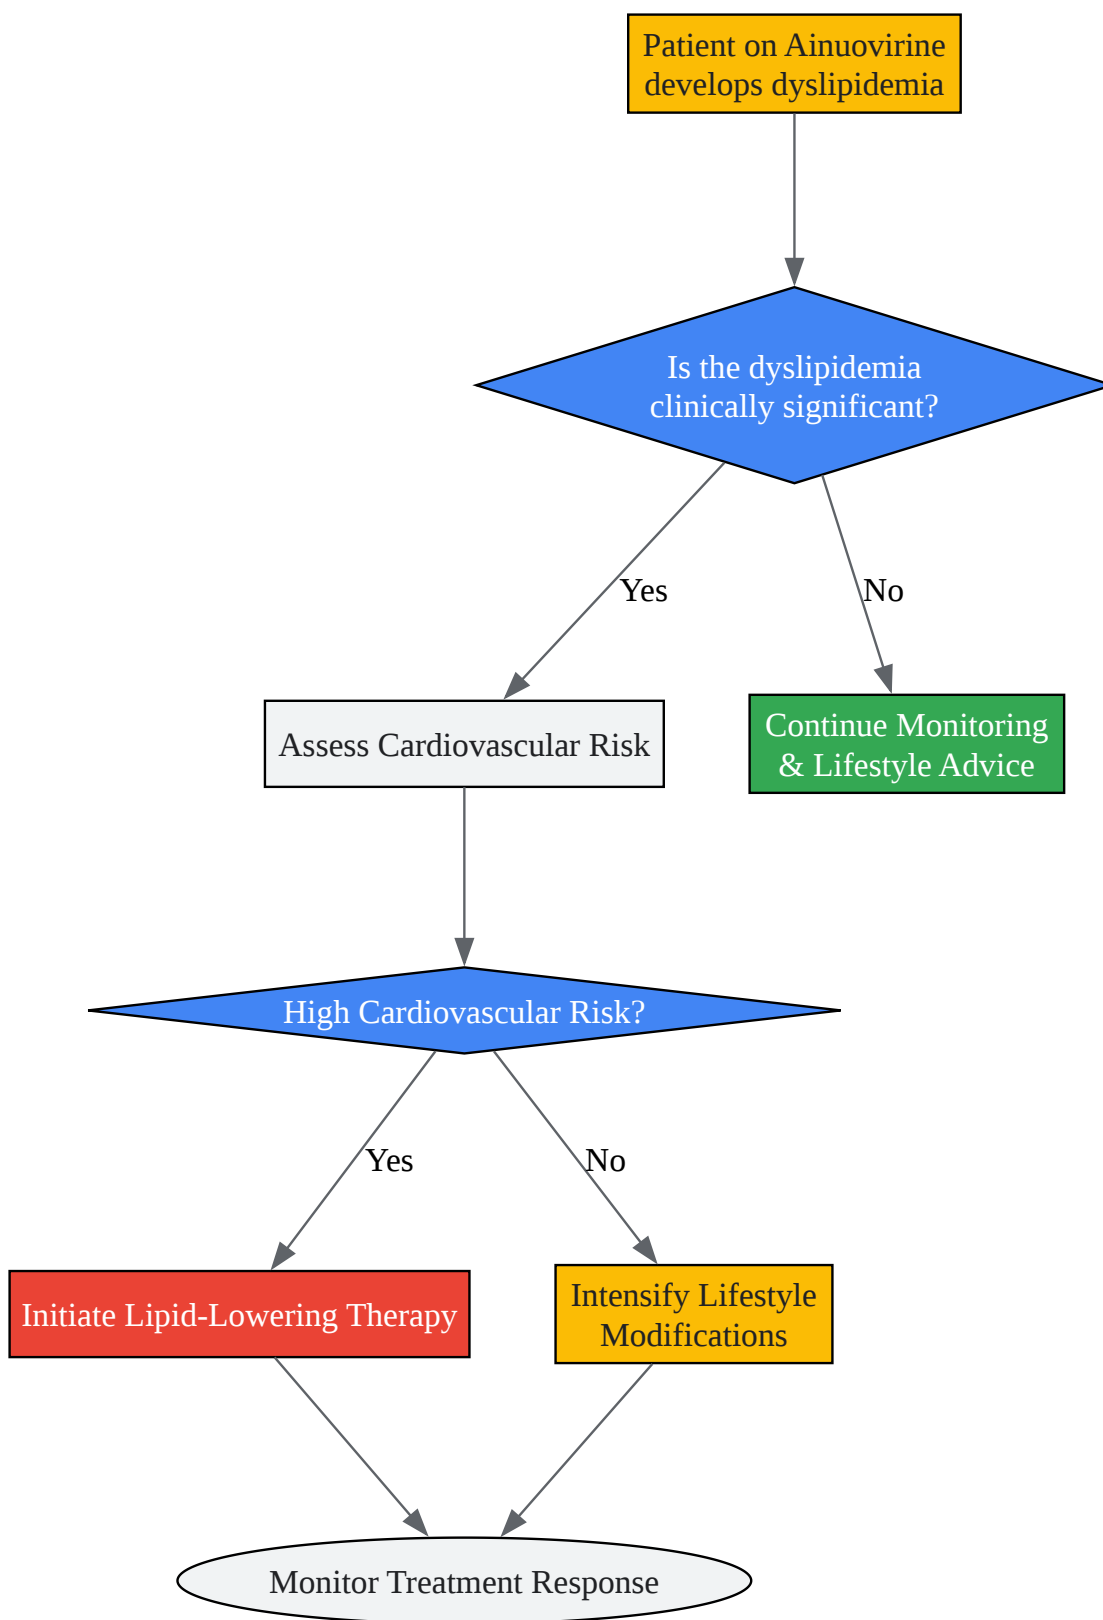 Patient on Ainuovirine
develops dyslipidemia
Is the dyslipidemia
clinically significant?
Yes
No
Assess Cardiovascular Risk
Continue Monitoring
& Lifestyle Advice
High Cardiovascular Risk?
Yes
No
Initiate Lipid-Lowering Therapy
Intensify Lifestyle
Modifications
Monitor Treatment Response